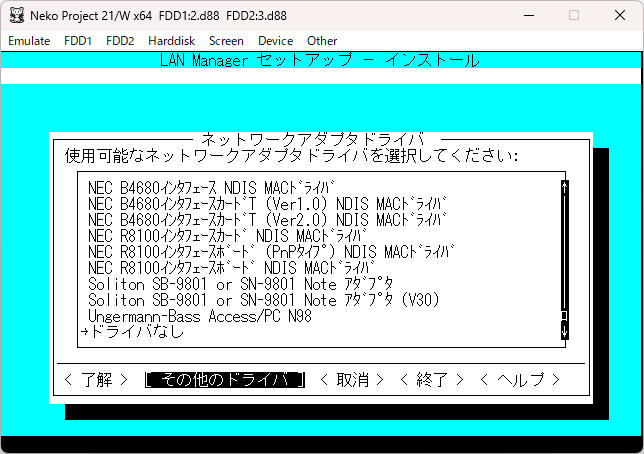 Neko Project 21/W x64  FDD1:2.d88  FDD2:3.d88
Emulate FDD1 FDD2 Harddisk Screen Device Other
LAN Manager セットアップ － インストール
ネットワークアダプタドライバ
使用可能なネットワークアダプタドライバを選択してください:
NEC B4680ｲﾝﾀﾌｪｰｽ NDIS MACﾄﾞﾗｲﾊﾞ
NEC B4680ｲﾝﾀﾌｪｰｽｶｰﾄﾞT (Ver1.0) NDIS MACﾄﾞﾗｲﾊﾞ
NEC B4680ｲﾝﾀﾌｪｰｽｶｰﾄﾞT (Ver2.0) NDIS MACﾄﾞﾗｲﾊﾞ
NEC R8100ｲﾝﾀﾌｪｰｽｶｰﾄﾞ NDIS MACﾄﾞﾗｲﾊﾞ
NEC R8100ｲﾝﾀﾌｪｰｽﾎﾞｰﾄﾞ (PnPﾀｲﾌﾟ) NDIS MACﾄﾞﾗｲﾊﾞ
NEC R8100ｲﾝﾀﾌｪｰｽﾎﾞｰﾄﾞ NDIS MACﾄﾞﾗｲﾊﾞ
Soliton SB-9801 or SN-9801 Note ｱﾀﾞﾌﾟﾀ
Soliton SB-9801 or SN-9801 Note ｱﾀﾞﾌﾟﾀ (V30)
Ungermann-Bass Access/PC N98
→ドライバなし
< 了解 > [ その他のドライバ ] < 取消 > < 終了 > < ヘルプ >